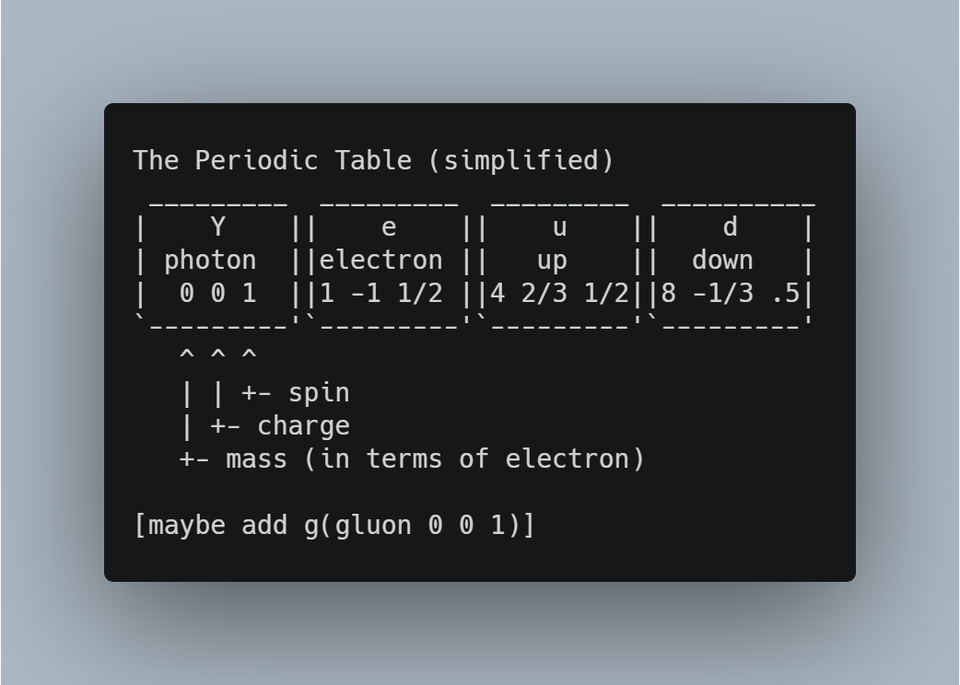 The Periodic Table (simplified)
 _________  _________  _________  __________
|    Y    ||    e    ||    u    ||    d    |
| photon  ||electron ||   up    ||  down   |
|  0 0 1  ||1 -1 1/2 ||4 2/3 1/2||8 -1/3 .5|
`---------'`---------'`---------'`---------'
   ^ ^ ^
   | | +- spin
   | +- charge
   +- mass (in terms of electron)
[maybe add g(gluon 0 0 1)]